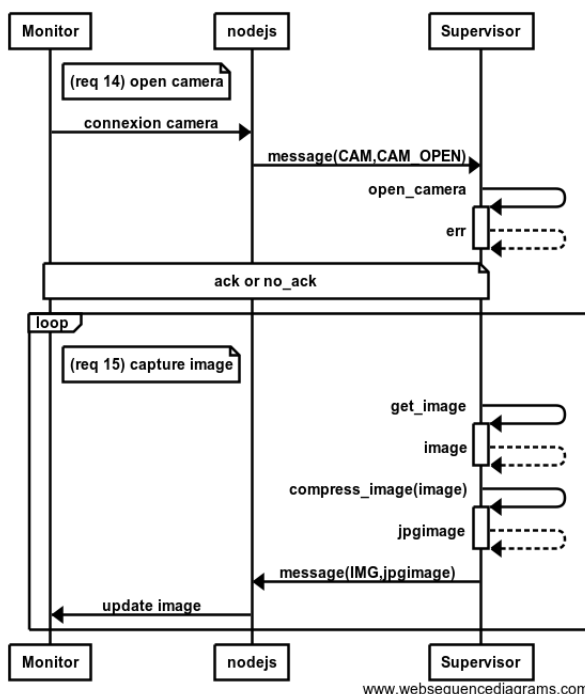 Monitor
nodejs
Supervisor
(req 14) open camera
connexion camera
message(CAM,CAM_OPEN)
open_camera
err
ack or no_ack
loop
(req 15) capture image
get_image
image
compress_image(image)
jpgimage
message(IMG,jpgimage)
update image
Monitor
nodejs
Supervisor
www.websequencediagrams.com